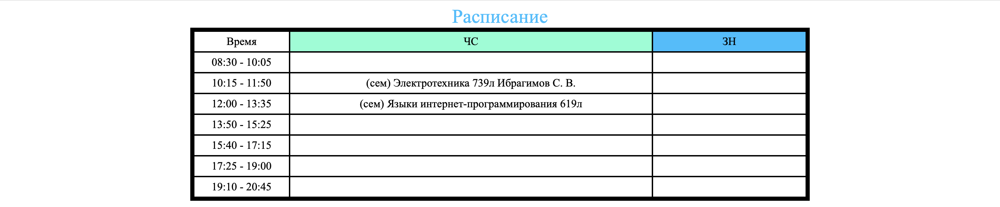 Расписание
Время ЧС ЗН
08:30 - 10:05
10:15 - 11:50 (сем) Электротехника 739л Ибрагимов С. В.
12:00 - 13:35 (сем) Языки интернет-программирования 619л
13:50 - 15:25
15:40 - 17:15
17:25 - 19:00
19:10 - 20:45